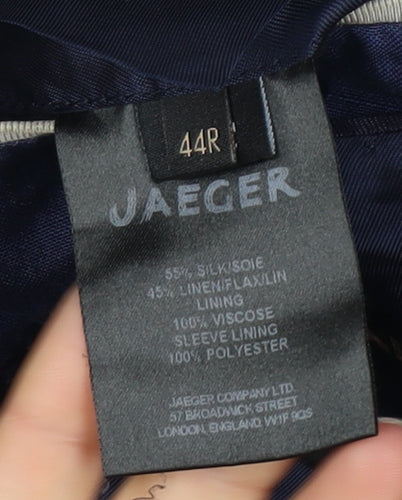 44R
JAEGER
55% SILK/SOIE
45% LINEN/FLAX/LIN
LINING
100% VISCOSE
SLEEVE LINING
100% POLYESTER
JAEGER COMPANY LTD.
57 BROADWICK STREET
LONDON, ENGLAND, W1F 9QS